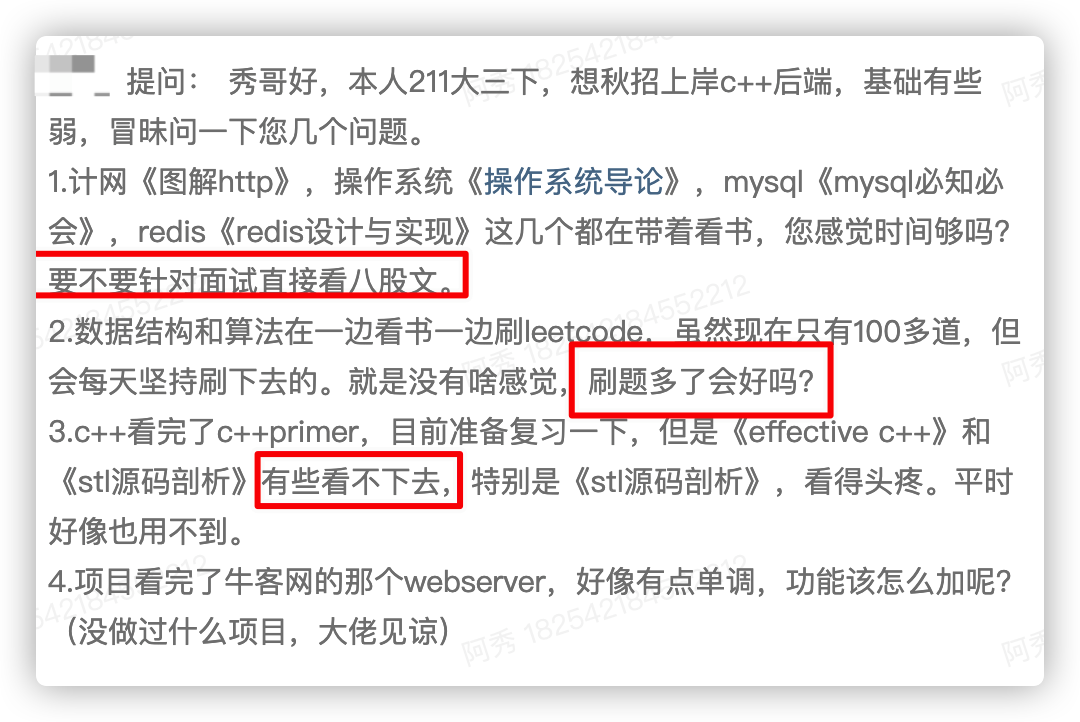 提问： 秀哥好，本人211大三下，想秋招上岸c++后端，基础有些
弱，冒昧问一下您几个问题。
1.计网《图解http》，操作系统《操作系统导论》，mysql《mysql必知必
会》，redis《redis设计与实现》这几个都在带着看书，您感觉时间够吗？
要不要针对面试直接看八股文。
2.数据结构和算法在一边看书一边刷leetcode，虽然现在只有100多道，但
会每天坚持刷下去的。就是没有啥感觉，刷题多了会好吗？
3.c++看完了c++primer，目前准备复习一下，但是《effective c++》和
《stl源码剖析》有些看不下去，特别是《stl源码剖析》，看得头疼。平时
好像也用不到。
4.项目看完了牛客网的那个webserver，好像有点单调，功能该怎么加呢？
（没做过什么项目，大佬见谅）
阿秀 1825421845522​12